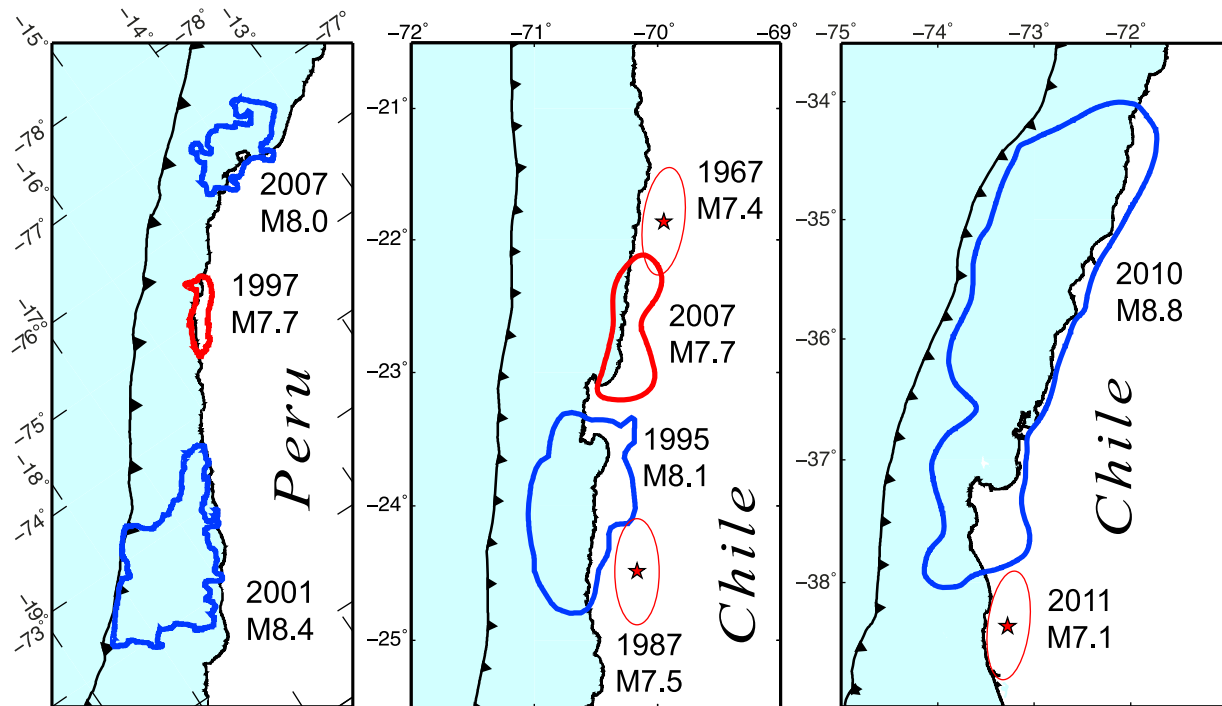 −14° −78° −13° −77°
−15°
−78°
−16°
−77°
−17°
−76°
−75°
−18°
−74°
−19°
−73°
2007
M8.0
1997
M7.7
Peru
2001
M8.4
−72° −71° −70° −69°
−21°
−22°
−23°
−24°
−25°
1967
M7.4
2007
M7.7
1995
M8.1
1987
M7.5
Chile
−75 −74° −73° −72°
−34°
−35°
−36°
−37°
−38°
2010
M8.8
Chile
2011
M7.1